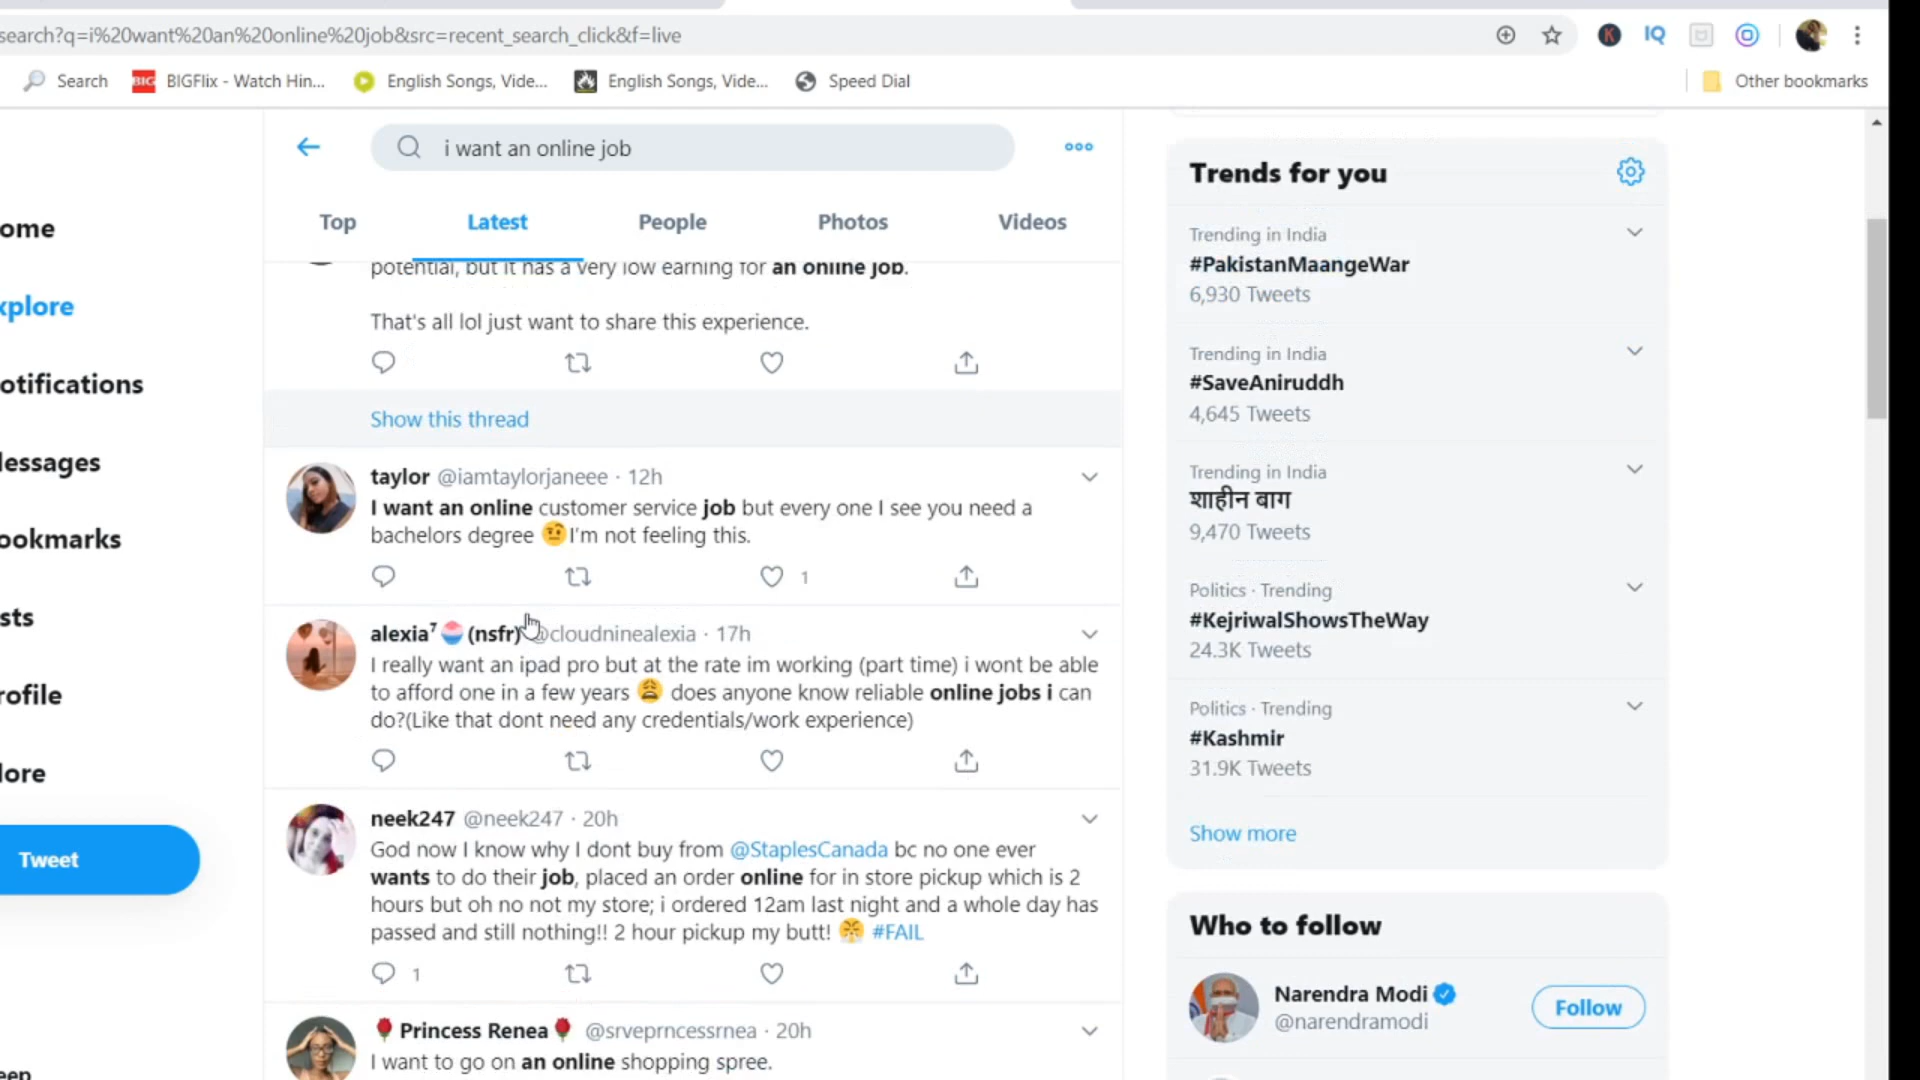 search?q=i%20want%20an%20online%20job&src=recent_search_click&f=live
IQ
Search
BIG
BIGFlix - Watch Hin...
English Songs, Vide...
English Songs, Vide...
Speed Dial
Other bookmarks
i want an online job
Top
Latest
People
Photos
Videos
ome
xplore
otifications
lessages
ookmarks
sts
rofile
lore
Tweet
eep
potential, but it has a very low earning for an online job.
That's all lol just want to share this experience.
Show this thread
taylor @iamtaylorjaneee · 12h
I want an online customer service job but every one I see you need a
bachelors degree 🤨I'm not feeling this.
1
alexia⁷ (nsfr) @cloudninealexia · 17h
I really want an ipad pro but at the rate im working (part time) i wont be able
to afford one in a few years 😩 does anyone know reliable online jobs i can
do?(Like that dont need any credentials/work experience)
neek247 @neek247 · 20h
God now I know why I dont buy from @StaplesCanada bc no one ever
wants to do their job, placed an order online for in store pickup which is 2
hours but oh no not my store; i ordered 12am last night and a whole day has
passed and still nothing!! 2 hour pickup my butt! 😤 #FAIL
1
🌹Princess Renea🌹 @srveprncessrnea · 20h
I want to go on an online shopping spree.
Trends for you
Trending in India
#PakistanMaangeWar
6,930 Tweets
Trending in India
#SaveAniruddh
4,645 Tweets
Trending in India
शाहीन बाग
9,470 Tweets
Politics · Trending
#KejriwalShowsTheWay
24.3K Tweets
Politics · Trending
#Kashmir
31.9K Tweets
Show more
Who to follow
Narendra Modi
@narendramodi
Follow